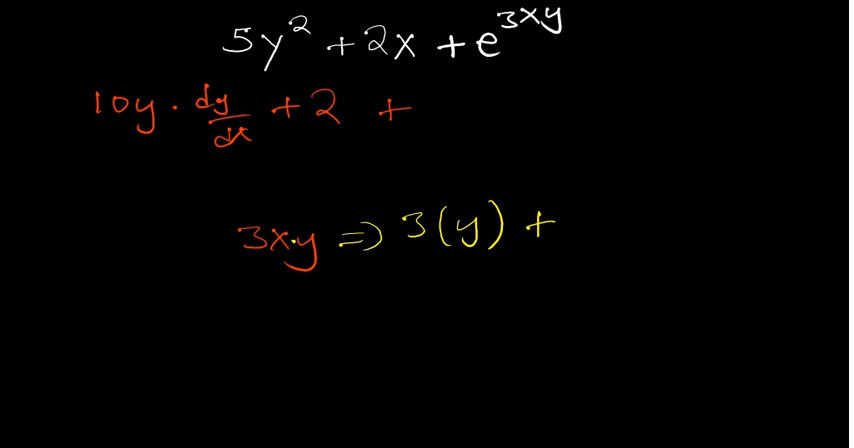 5y² + 2x + e^{3xy}
10y · dy/dx + 2 +
3x·y ⇒ 3(y) +